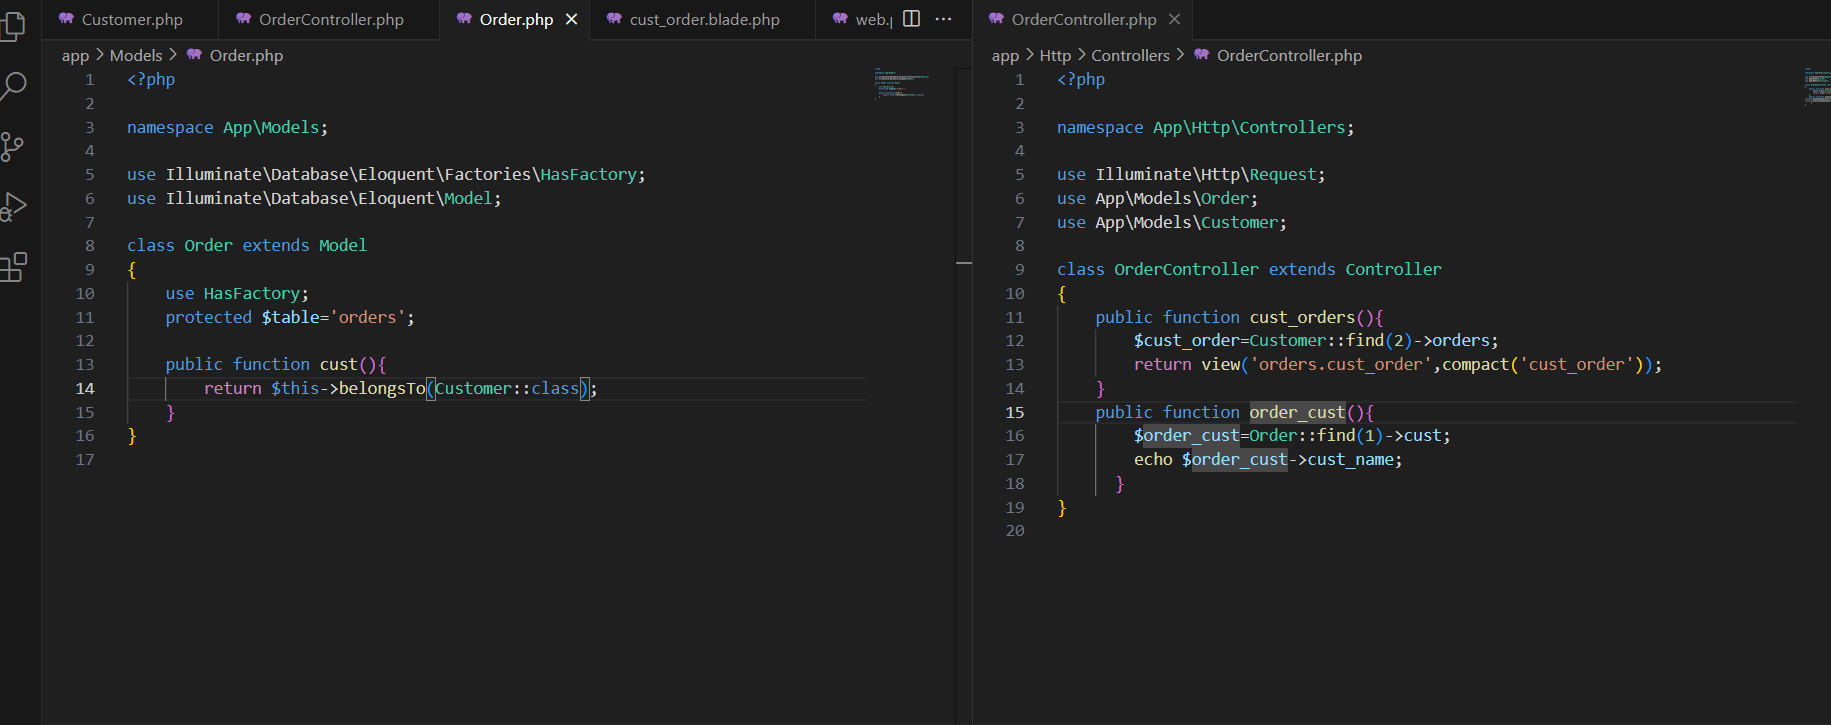 Customer.php OrderController.php Order.php cust_order.blade.php web.p
app > Models > Order.php
1 <?php
2
3 namespace App\Models;
4
5 use Illuminate\Database\Eloquent\Factories\HasFactory;
6 use Illuminate\Database\Eloquent\Model;
7
8 class Order extends Model
9 {
10 use HasFactory;
11 protected $table='orders';
12
13 public function cust(){
14 return $this->belongsTo(Customer::class);
15 }
16 }
17
OrderController.php
app > Http > Controllers > OrderController.php
1 <?php
2
3 namespace App\Http\Controllers;
4
5 use Illuminate\Http\Request;
6 use App\Models\Order;
7 use App\Models\Customer;
8
9 class OrderController extends Controller
10 {
11 public function cust_orders(){
12 $cust_order=Customer::find(2)->orders;
13 return view('orders.cust_order',compact('cust_order'));
14 }
15 public function order_cust(){
16 $order_cust=Order::find(1)->cust;
17 echo $order_cust->cust_name;
18 }
19 }
20